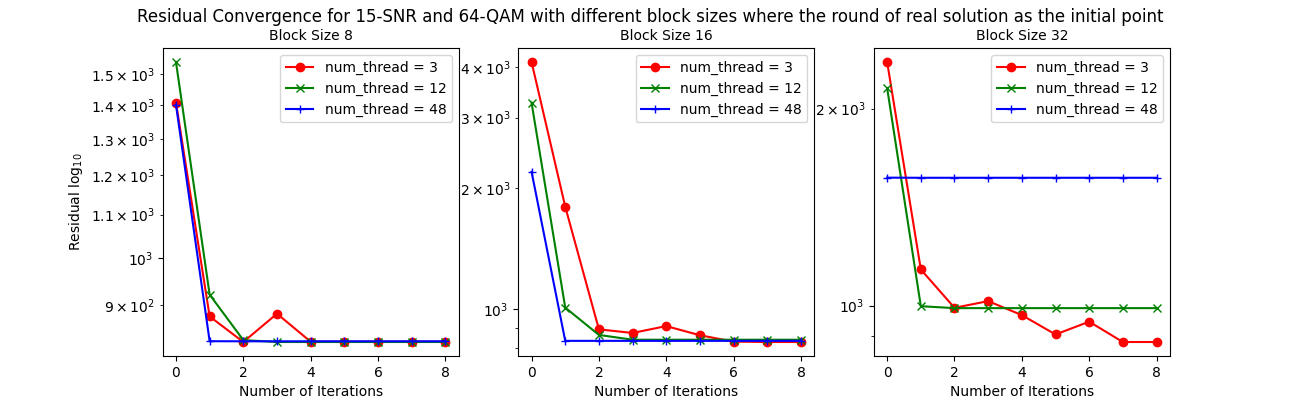 Residual Convergence for 15-SNR and 64-QAM with different block sizes where the round of real solution as the initial point
Block Size 8
Residual log₁₀
1.5 × 10³
1.4 × 10³
1.3 × 10³
1.2 × 10³
1.1 × 10³
10³
9 × 10²
num_thread = 3
num_thread = 12
num_thread = 48
0 2 4 6 8
Number of Iterations
Block Size 16
4 × 10³
3 × 10³
2 × 10³
10³
num_thread = 3
num_thread = 12
num_thread = 48
0 2 4 6 8
Number of Iterations
Block Size 32
2 × 10³
10³
num_thread = 3
num_thread = 12
num_thread = 48
0 2 4 6 8
Number of Iterations